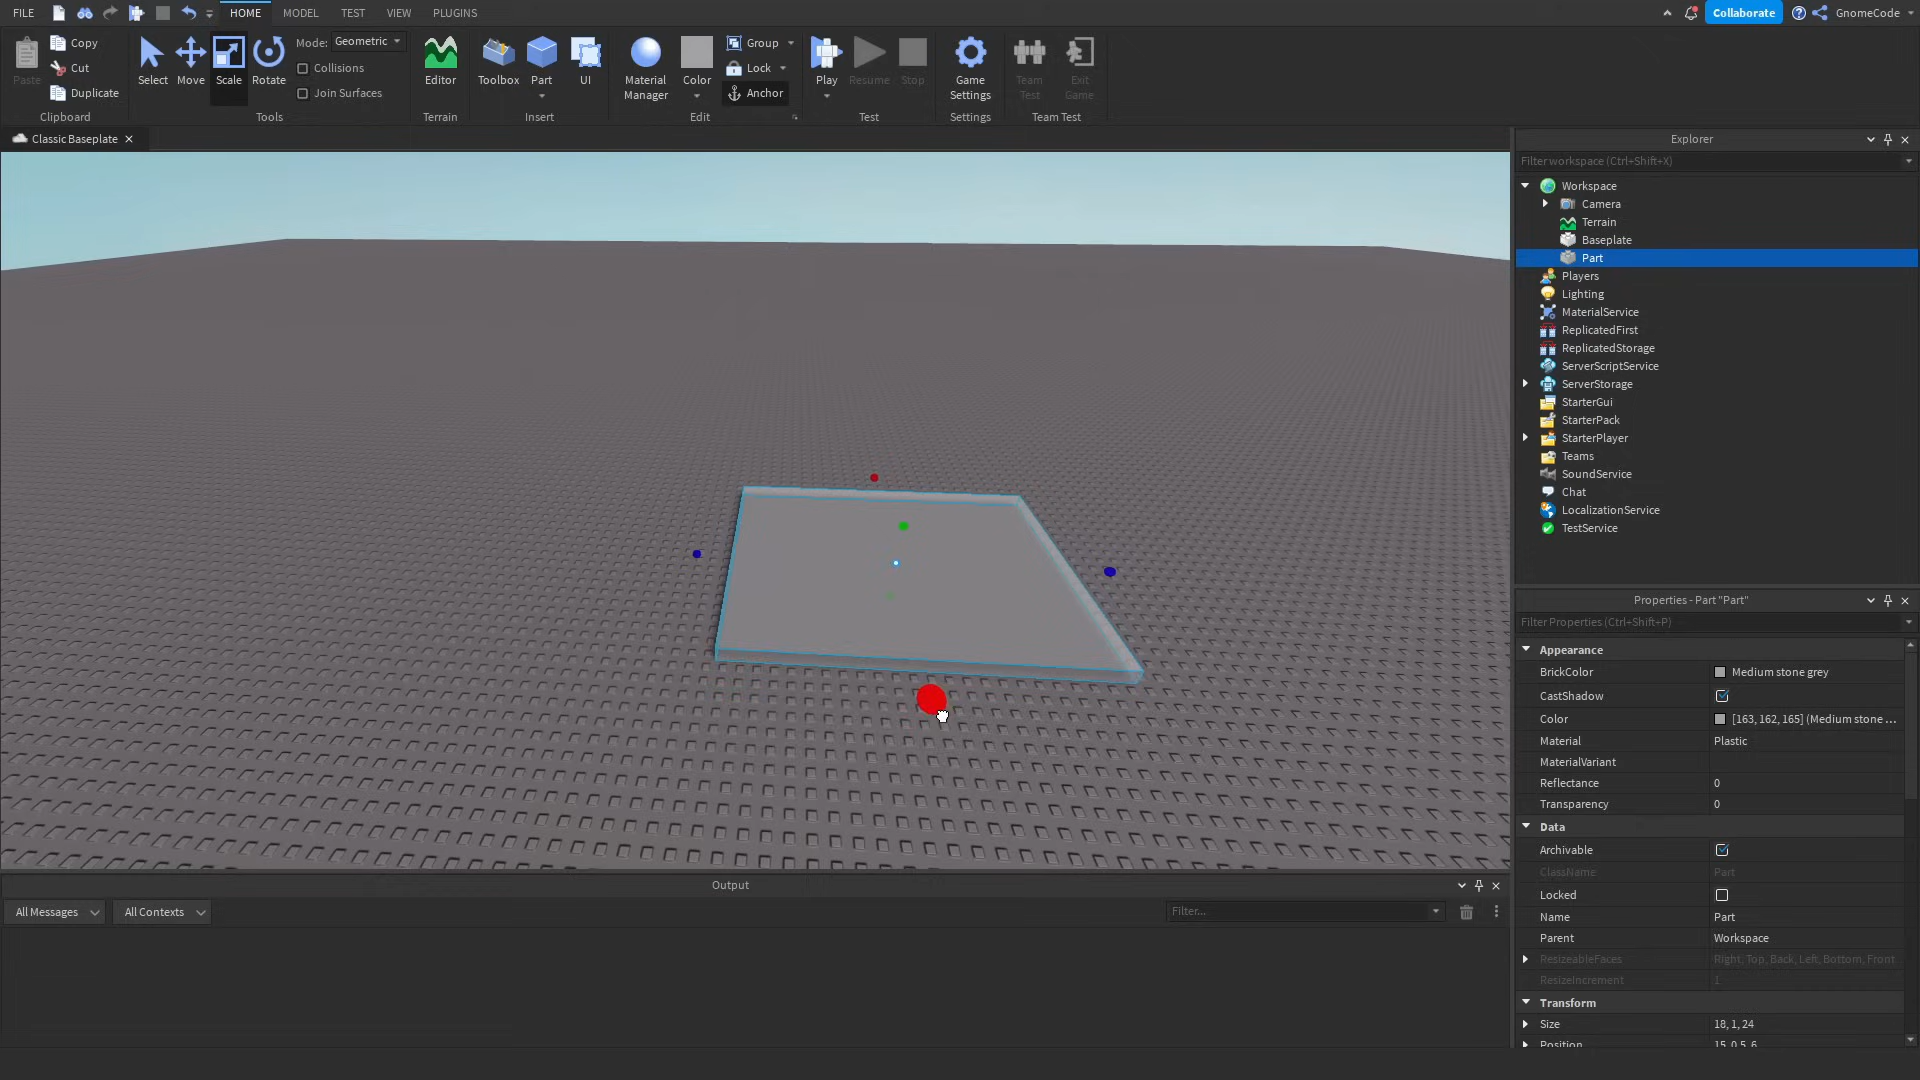 FILE
HOME
MODEL
TEST
VIEW
PLUGINS
Collaborate
GnomeCode
Paste
Copy
Cut
Duplicate
Clipboard
Select
Move
Scale
Rotate
Mode:
Geometric
Collisions
Join Surfaces
Tools
Editor
Terrain
Toolbox
Part
UI
Insert
Material
Manager
Color
Group
Lock
Anchor
Edit
Play
Resume
Stop
Test
Game
Settings
Settings
Team
Test
Exit
Game
Team Test
Classic Baseplate
Explorer
Filter workspace (Ctrl+Shift+X)
Workspace
Camera
Terrain
Baseplate
Part
Players
Lighting
MaterialService
ReplicatedFirst
ReplicatedStorage
ServerScriptService
ServerStorage
StarterGui
StarterPack
StarterPlayer
Teams
SoundService
Chat
LocalizationService
TestService
Properties - Part "Part"
Filter Properties (Ctrl+Shift+P)
Appearance
BrickColor Medium stone grey
CastShadow
Color [163, 162, 165] (Medium stone ...
Material Plastic
MaterialVariant
Reflectance 0
Transparency 0
Data
Archivable
ClassName Part
Locked
Name Part
Parent Workspace
ResizeableFaces Right, Top, Back, Left, Bottom, Front
ResizeIncrement 1
Transform
Size 18, 1, 24
Position 15, 0.5, 6
Output
All Messages
All Contexts
Filter...